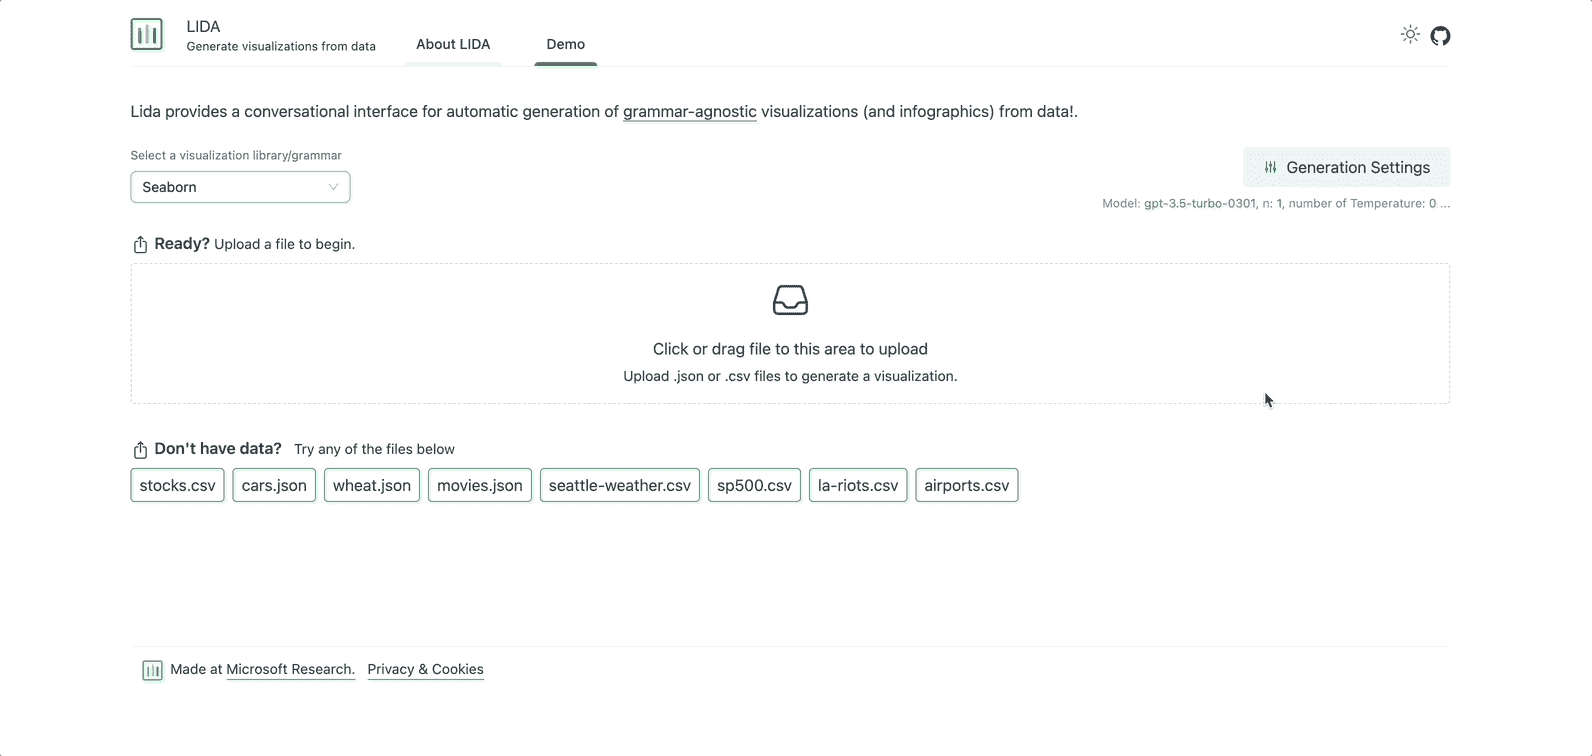 LIDA
Generate visualizations from data
About LIDA
Demo
Lida provides a conversational interface for automatic generation of grammar-agnostic visualizations (and infographics) from data!.
Select a visualization library/grammar
Seaborn
Generation Settings
Model: gpt-3.5-turbo-0301, n: 1, number of Temperature: 0 ...
Ready? Upload a file to begin.
Click or drag file to this area to upload
Upload .json or .csv files to generate a visualization.
Don't have data? Try any of the files below
stocks.csv cars.json wheat.json movies.json seattle-weather.csv sp500.csv la-riots.csv airports.csv
Made at Microsoft Research. Privacy & Cookies